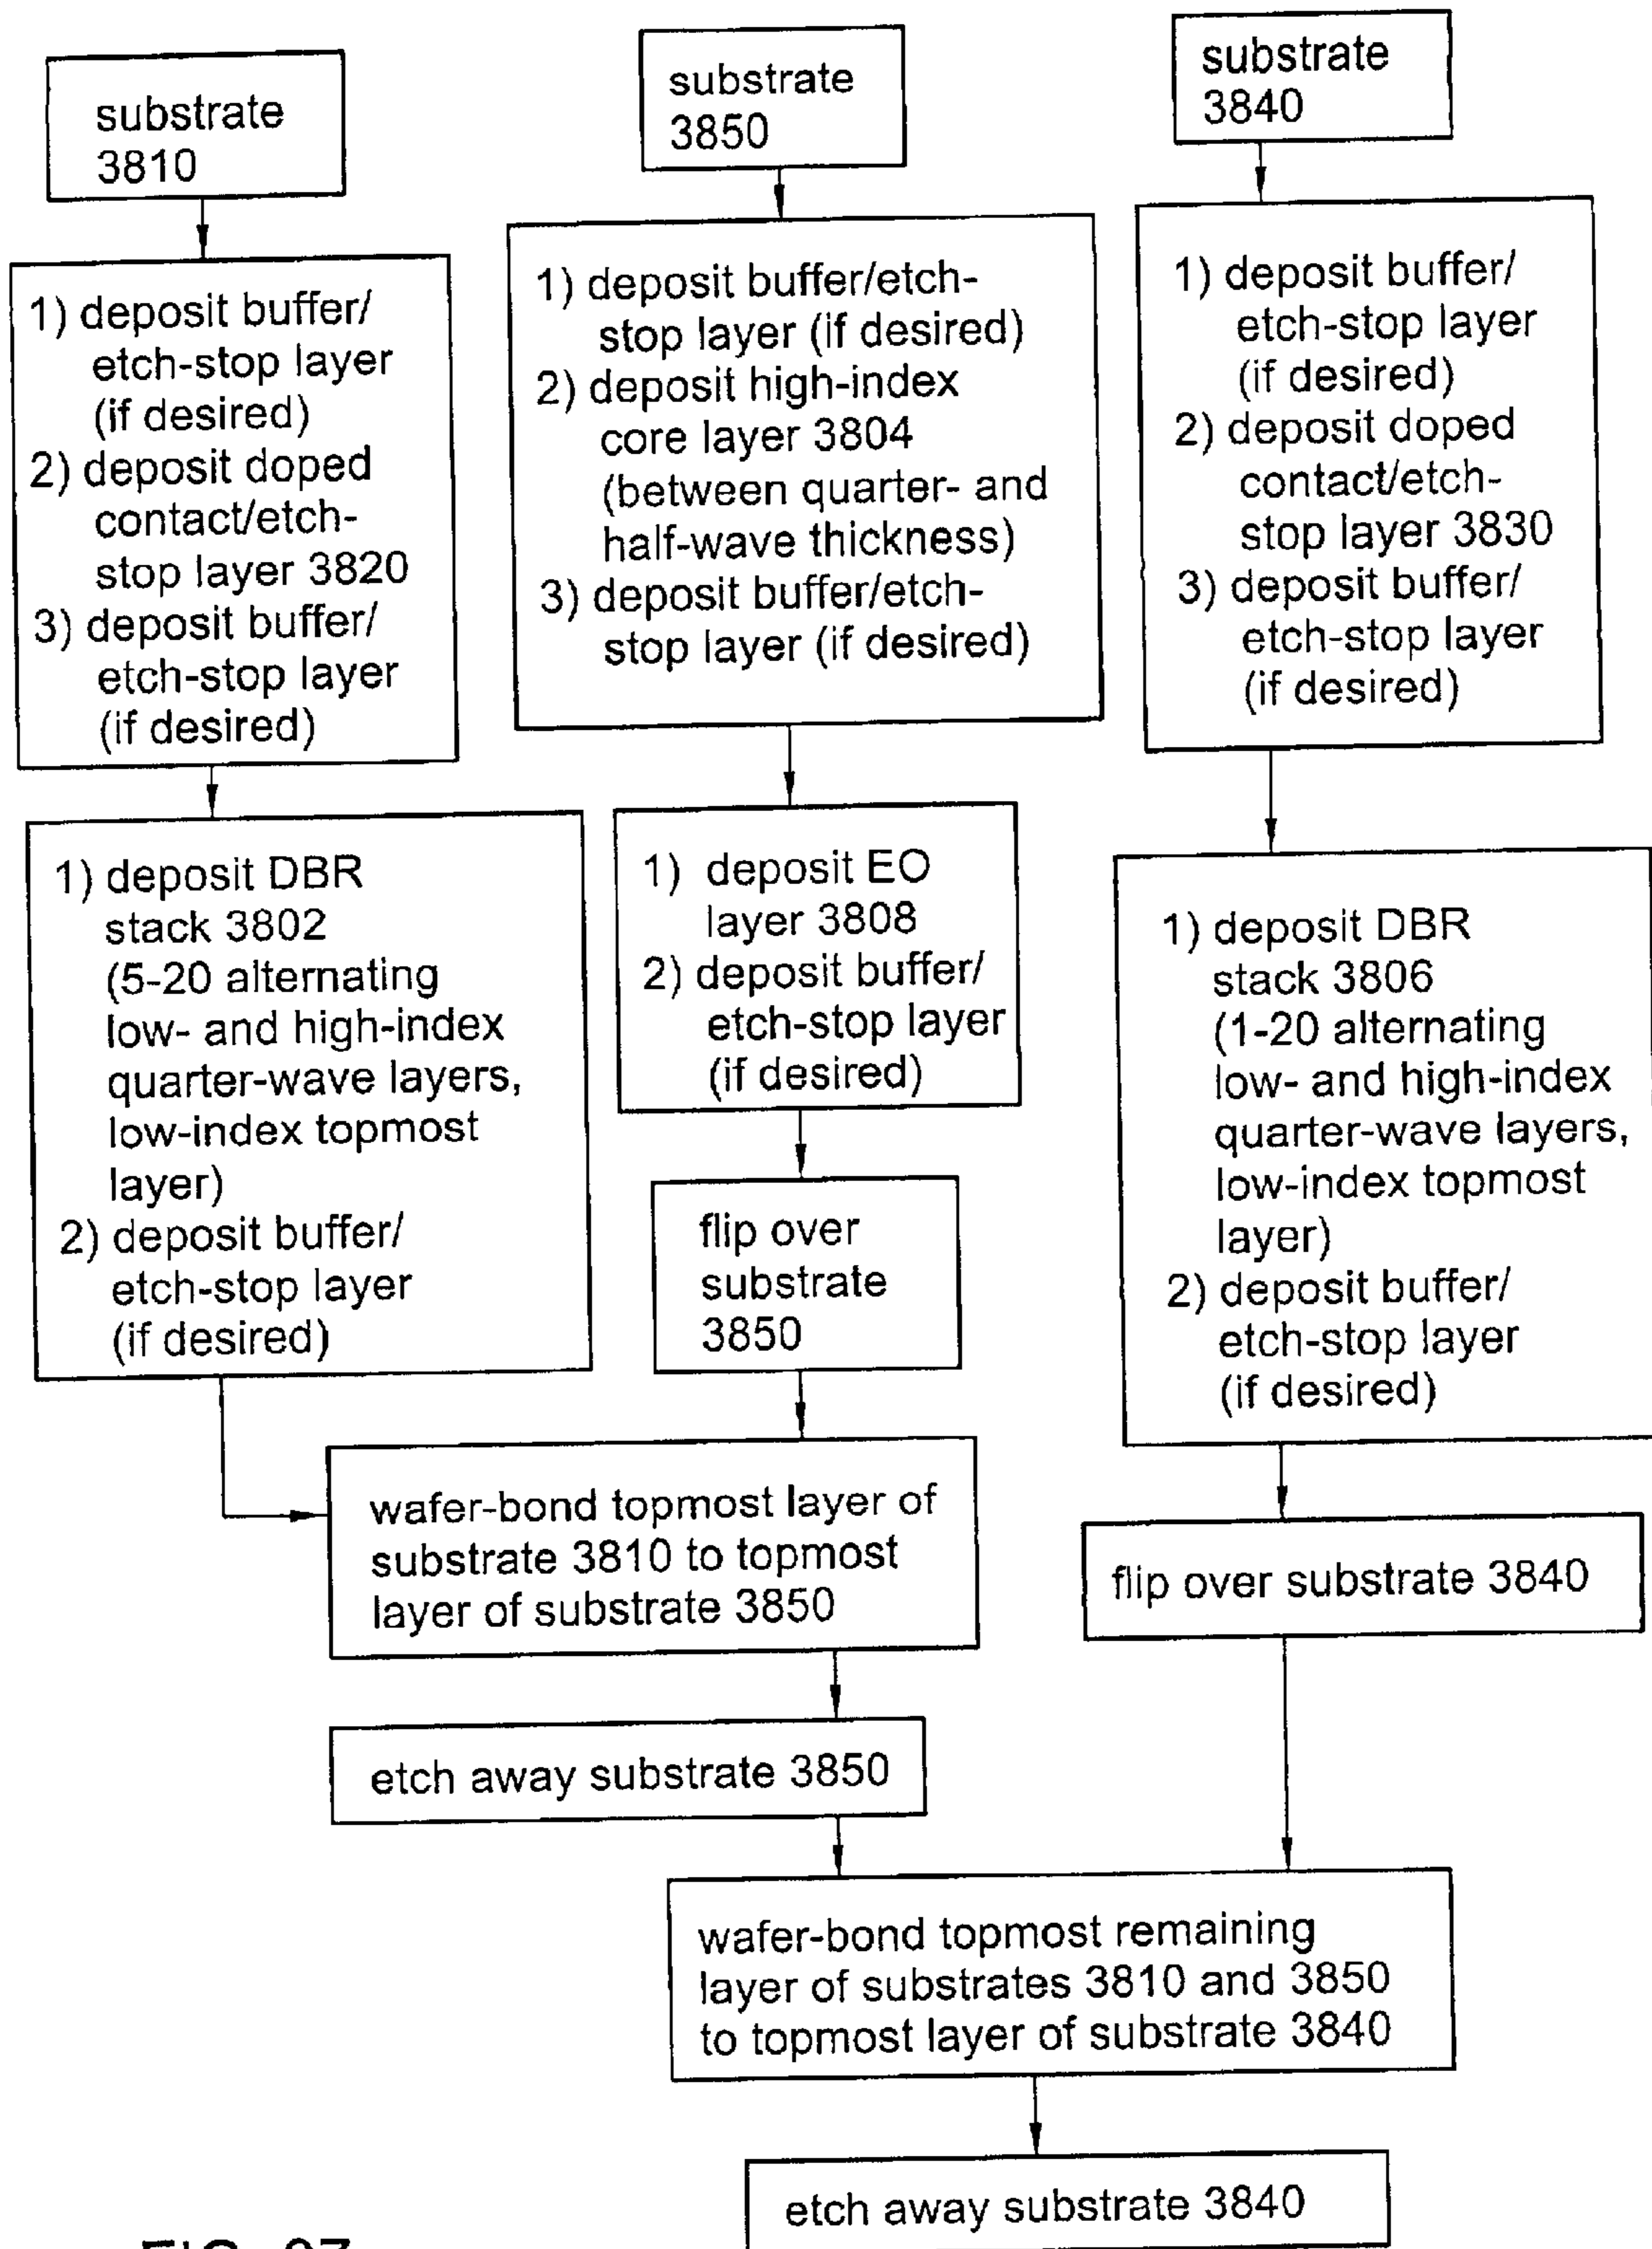 substrate
3810
1) deposit buffer/
etch-stop layer
(if desired)
2) deposit doped
contact/etch-
stop layer 3820
3) deposit buffer/
etch-stop layer
(if desired)
1) deposit DBR
stack 3802
(5-20 alternating
low- and high-index
quarter-wave layers,
low-index topmost
layer)
2) deposit buffer/
etch-stop layer
(if desired)
substrate
3850
1) deposit buffer/etch-
stop layer (if desired)
2) deposit high-index
core layer 3804
(between quarter- and
half-wave thickness)
3) deposit buffer/etch-
stop layer (if desired)
1) deposit EO
layer 3808
2) deposit buffer/
etch-stop layer
(if desired)
flip over
substrate
3850
substrate
3840
1) deposit buffer/
etch-stop layer
(if desired)
2) deposit doped
contact/etch-
stop layer 3830
3) deposit buffer/
etch-stop layer
(if desired)
1) deposit DBR
stack 3806
(1-20 alternating
low- and high-index
quarter-wave layers,
low-index topmost
layer)
2) deposit buffer/
etch-stop layer
(if desired)
flip over substrate 3840
wafer-bond topmost layer of
substrate 3810 to topmost
layer of substrate 3850
etch away substrate 3850
wafer-bond topmost remaining
layer of substrates 3810 and 3850
to topmost layer of substrate 3840
etch away substrate 3840